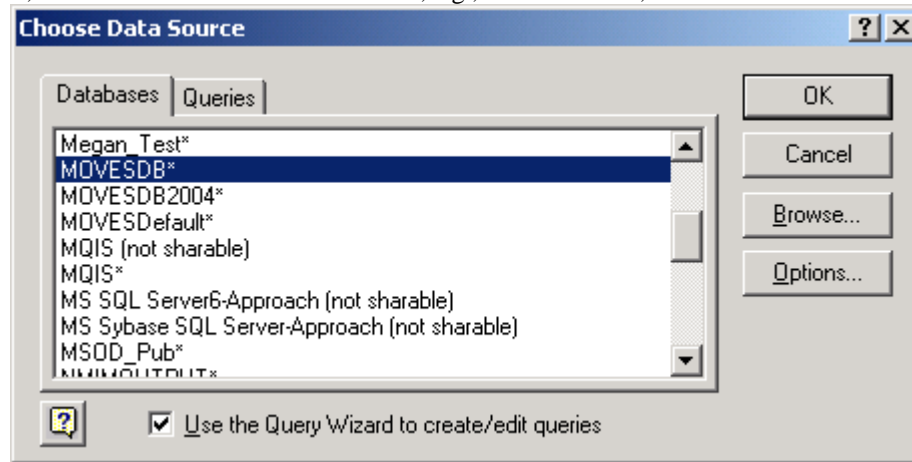 Choose Data Source
Databases Queries
OK
Megan_Test*
Cancel
MOVESDB*
MOVESDB2004*
Browse...
MOVESDefault*
MQIS (not sharable)
MQIS*
Options...
MS SQL Server6-Approach (not sharable)
MS Sybase SQL Server-Approach (not sharable)
MSOD_Pub*
Use the Query Wizard to create/edit queries